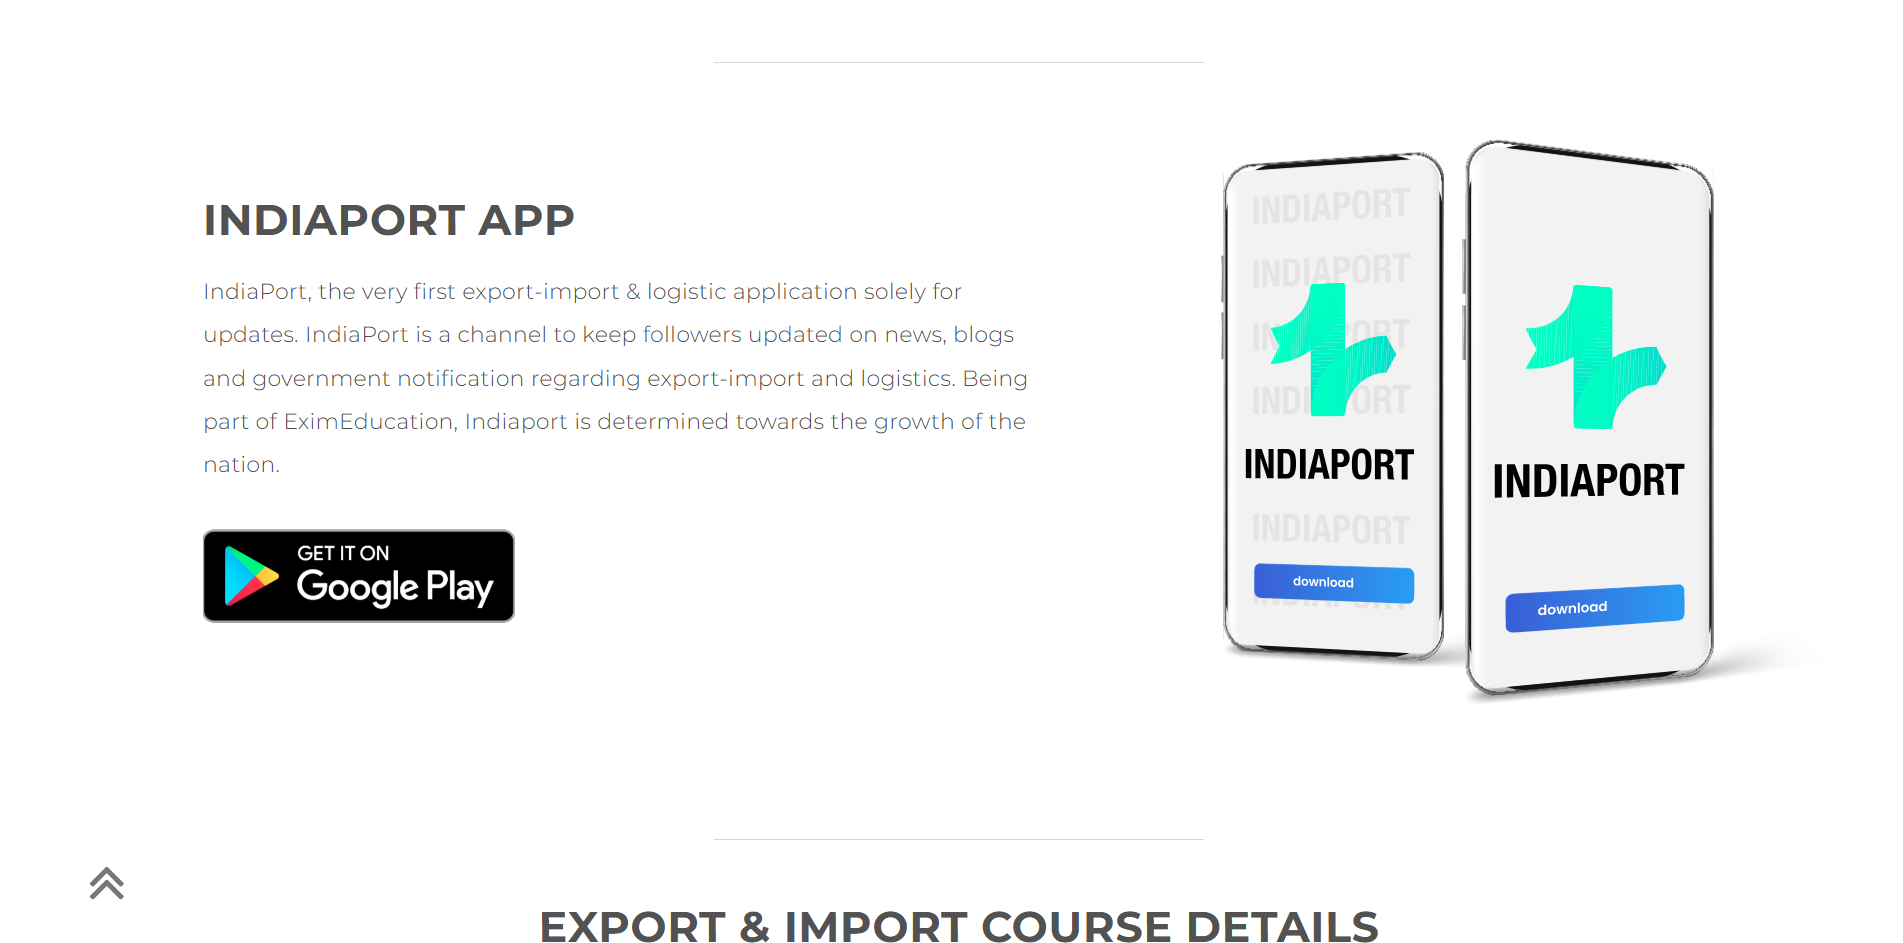 INDIAPORT APP
IndiaPort, the very first export-import & logistic application solely for
updates. IndiaPort is a channel to keep followers updated on news, blogs
and government notification regarding export-import and logistics. Being
part of EximEducation, Indiaport is determined towards the growth of the
nation.
GET IT ON
Google Play
INDIAPORT
INDIAPORT
INDIAPORT
INDIAPORT
INDIAPORT
INDIAPORT
INDIAPORT
download
INDIAPORT
download
EXPORT & IMPORT COURSE DETAILS